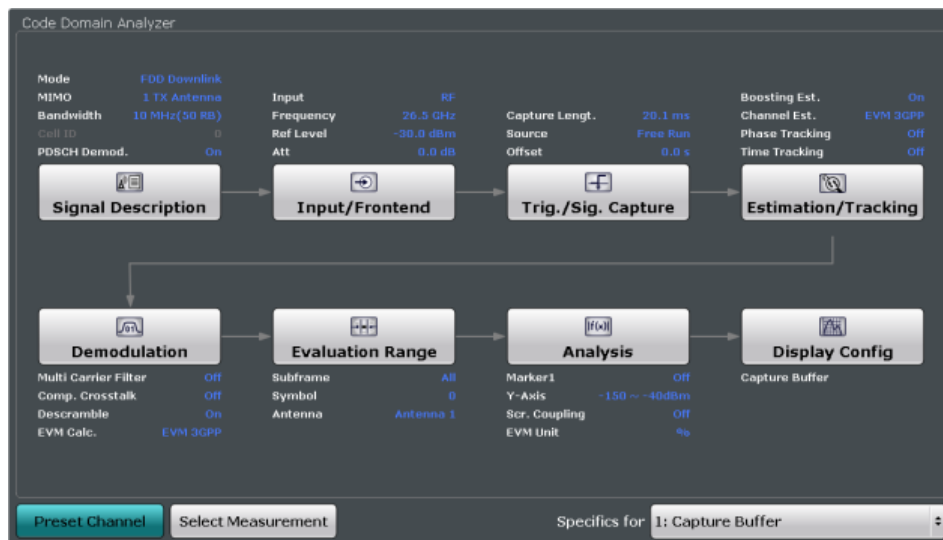 Code Domain Analyzer
Mode FDD Downlink
MIMO 1 TX Antenna
Bandwidth 10 MHz(50 RB)
Cell ID 0
PDSCH Demod. On
Input RF
Frequency 26.5 GHz
Ref Level -30.0 dBm
Att 0.0 dB
Capture Lengt. 20.1 ms
Source Free Run
Offset 0.0 s
Boosting Est. On
Channel Est. EVM 3GPP
Phase Tracking Off
Time Tracking Off
Signal Description
Input/Frontend
Trig./Sig. Capture
Estimation/Tracking
Demodulation
Evaluation Range
f(x)
Analysis
Display Config
Multi Carrier Filter Off
Comp. Crosstalk Off
Descramble On
EVM Calc. EVM 3GPP
Subframe All
Symbol 0
Antenna Antenna 1
Marker1 Off
Y-Axis -150 ~ -40dBm
Scr. Coupling Off
EVM Unit %
Capture Buffer
Preset Channel
Select Measurement
Specifics for 1: Capture Buffer